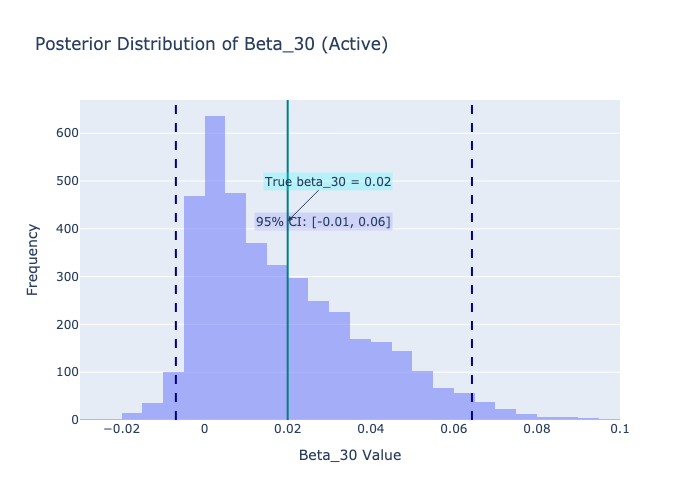 Posterior Distribution of Beta_30 (Active)
600
500
400
300
200
100
0
Frequency
True beta_30 = 0.02
95% CI: [-0.01, 0.06]
−0.02
0
0.02
0.04
0.06
0.08
0.1
Beta_30 Value